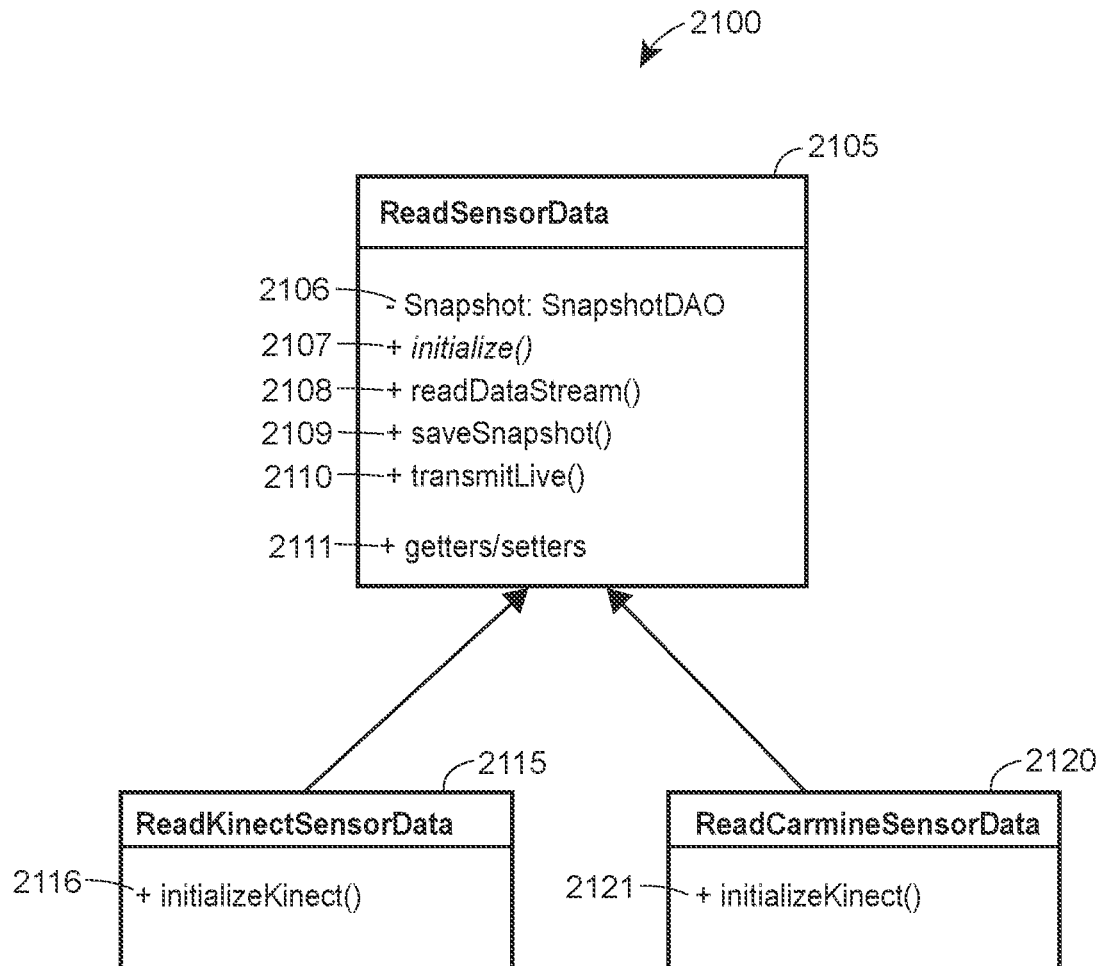 2100
2105
ReadSensorData
2106 - Snapshot: SnapshotDAO
2107 + initialize()
2108 + readDataStream()
2109 + saveSnapshot()
2110 + transmitLive()
2111 + getters/setters
2115
2120
ReadKinectSensorData
ReadCarmineSensorData
2116 + initializeKinect()
2121 + initializeKinect()